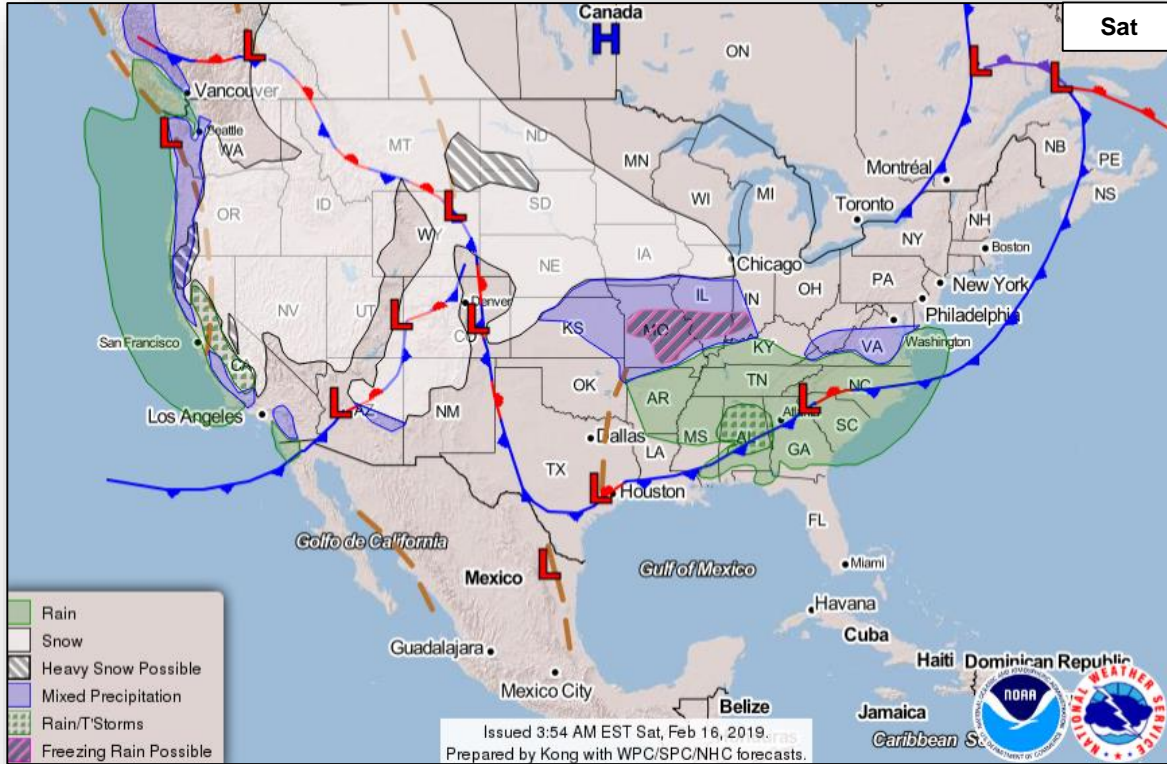 Canada
Sat
H
ON
L
L
L
Vancouver
NB
PE
NS
L
Seattle
WA
MT
ND
MN
Montréal
OR
ID
L
SD
WI
MI
Toronto
NH
WY
NY
Boston
IA
Chicago
NE
PA
New York
NV
UT
L
Denver
CO
L
IL
IN
OH
Philadelphia
San Francisco
KS
MO
Washington
VA
KY
CA
TN
NC
L
Los Angeles
L
AZ
NM
OK
AR
Atlanta
SC
Dallas
MS
AL
GA
TX
LA
L
Houston
FL
Golfo de California
Mexico
L
Gulf of Mexico
Miami
Havana
Cuba
Guadalajara
Haiti
Dominican Republic
Mexico City
Belize
Jamaica
Caribbean
Rain
Snow
Heavy Snow Possible
Mixed Precipitation
Rain/T'Storms
Freezing Rain Possible
Issued 3:54 AM EST Sat, Feb 16, 2019.
Prepared by Kong with WPC/SPC/NHC forecasts.
NOAA
NATIONAL WEATHER SERVICE